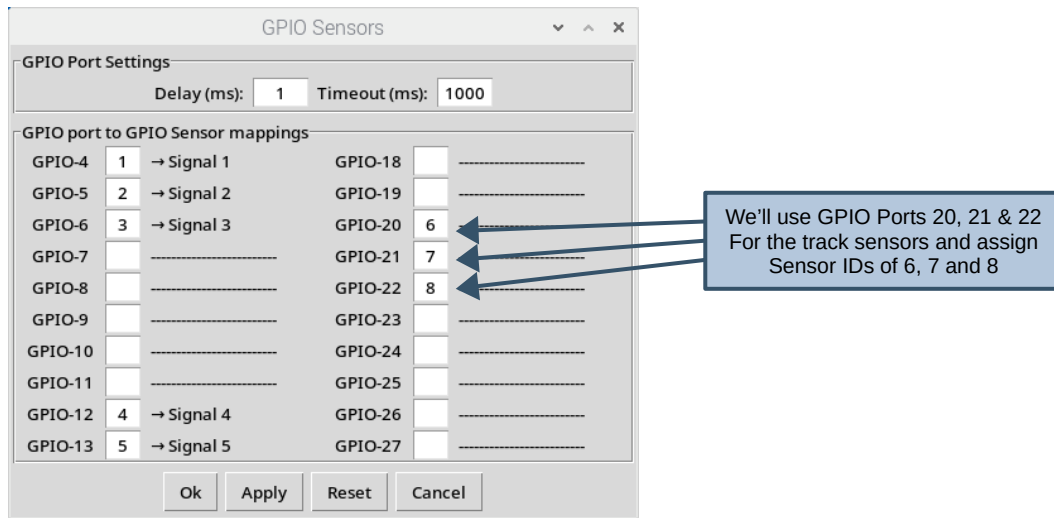 GPIO Sensors
GPIO Port Settings
Delay (ms): 1 Timeout (ms): 1000
GPIO port to GPIO Sensor mappings
GPIO-4 1 → Signal 1 GPIO-18 -------------------------
GPIO-5 2 → Signal 2 GPIO-19 -------------------------
GPIO-6 3 → Signal 3 GPIO-20 6 -------------------------
GPIO-7 ------------------------- GPIO-21 7 -------------------------
GPIO-8 ------------------------- GPIO-22 8 -------------------------
GPIO-9 ------------------------- GPIO-23 -------------------------
GPIO-10 ------------------------- GPIO-24 -------------------------
GPIO-11 ------------------------- GPIO-25 -------------------------
GPIO-12 4 → Signal 4 GPIO-26 -------------------------
GPIO-13 5 → Signal 5 GPIO-27 -------------------------
Ok Apply Reset Cancel
We’ll use GPIO Ports 20, 21 & 22
For the track sensors and assign
Sensor IDs of 6, 7 and 8